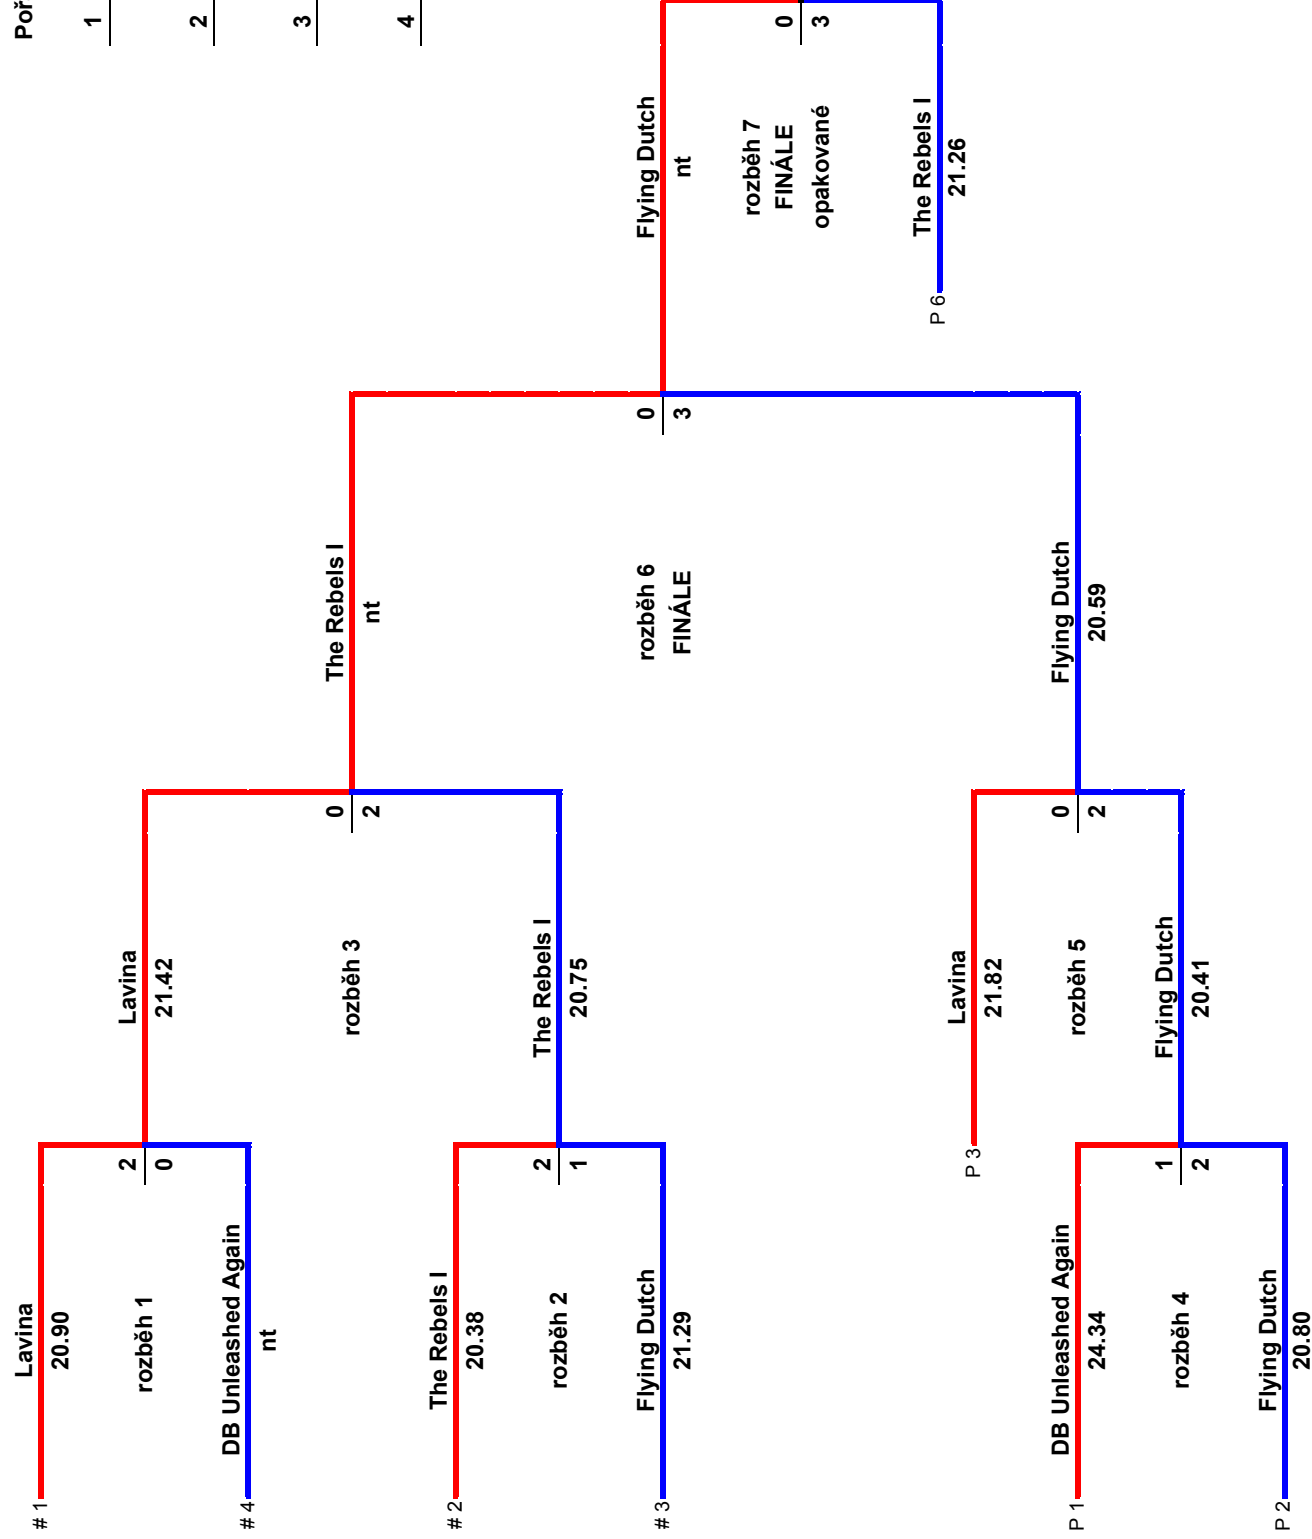 Lavina
# 1
20.90
2
rozběh 1
0
DB Unleashed Again
# 4
nt
The Rebels I
# 2
20.38
2
rozběh 2
1
Flying Dutch
# 3
21.29
DB Unleashed Again
P 1
24.34
1
rozběh 4
2
Flying Dutch
P 2
20.80
Lavina
21.42
0
rozběh 3
2
The Rebels I
20.75
Lavina
P 3
21.82
0
rozběh 5
2
Flying Dutch
20.41
The Rebels I
nt
0
rozběh 6
3
FINÁLE
Flying Dutch
20.59
Flying Dutch
nt
rozběh 7
0
FINÁLE
3
opakované
The Rebels I
P 6
21.26
Poř
1
2
3
4